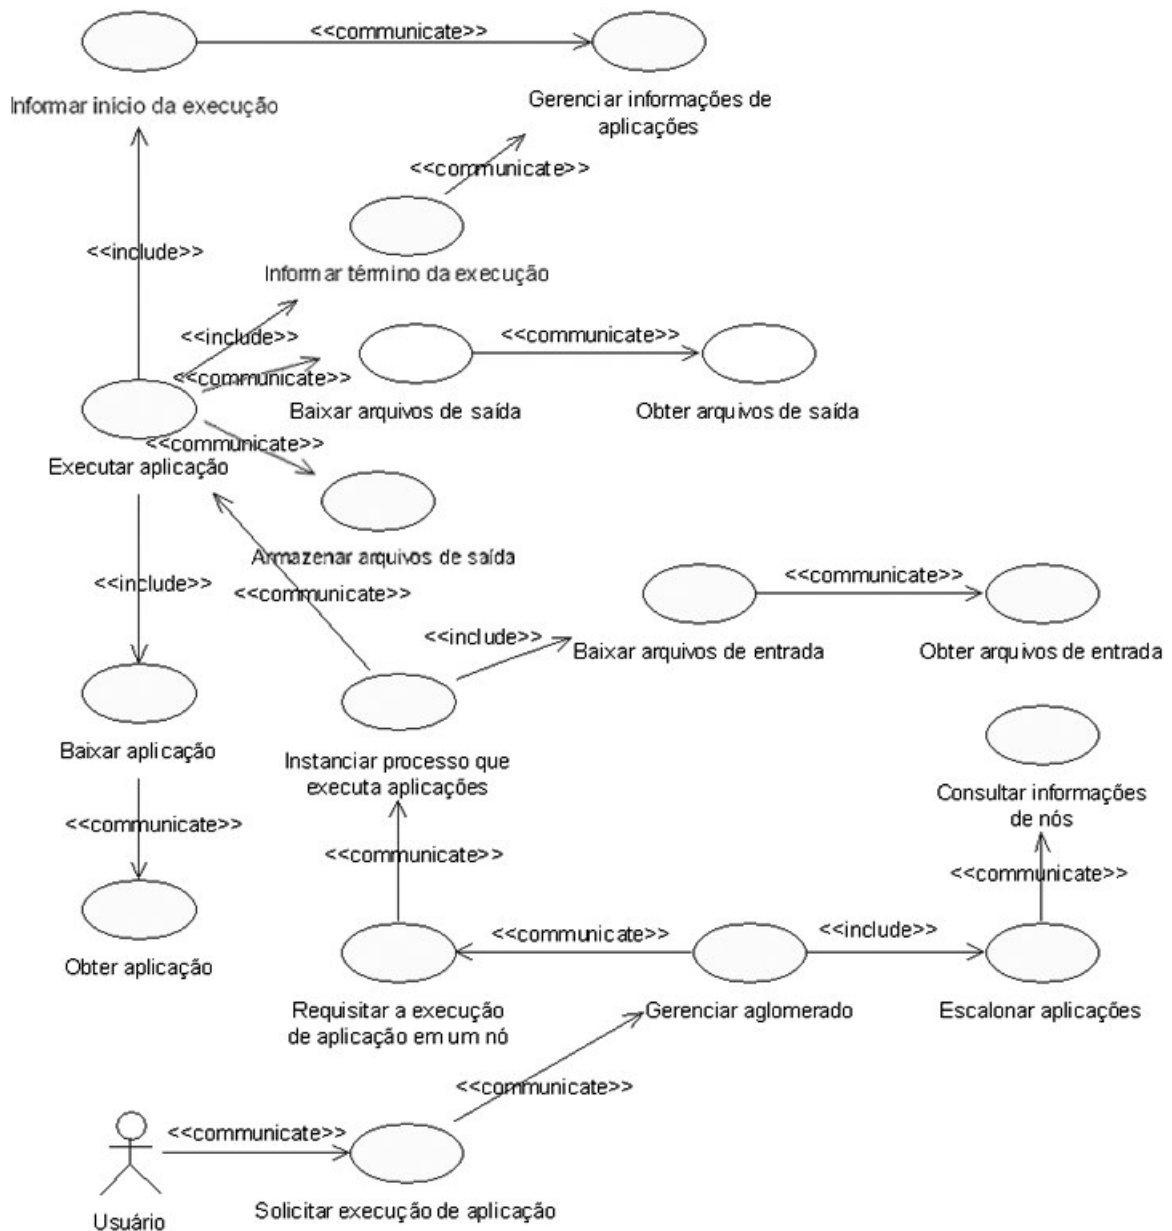 <<communicate>>
Informar início da execução
Gerenciar informações de
aplicações
<<communicate>>
<<include>>
Informar término da execução
<<include>>
<<communicate>>
<<communicate>>
Baixar arquivos de saída
Obter arquivos de saída
<<communicate>>
Executar aplicação
Armazenar arquivos de saída
<<include>>
<<communicate>>
<<communicate>>
<<include>>
Baixar arquivos de entrada
Obter arquivos de entrada
Baixar aplicação
Instanciar processo que
executa aplicações
Consultar informações
de nós
<<communicate>>
<<communicate>>
<<communicate>>
<<communicate>>
<<include>>
Obter aplicação
Requisitar a execução
de aplicação em um nó
Gerenciar aglomerado
Escalonar aplicações
<<communicate>>
<<communicate>>
Solicitar execução de aplicação
Usuário